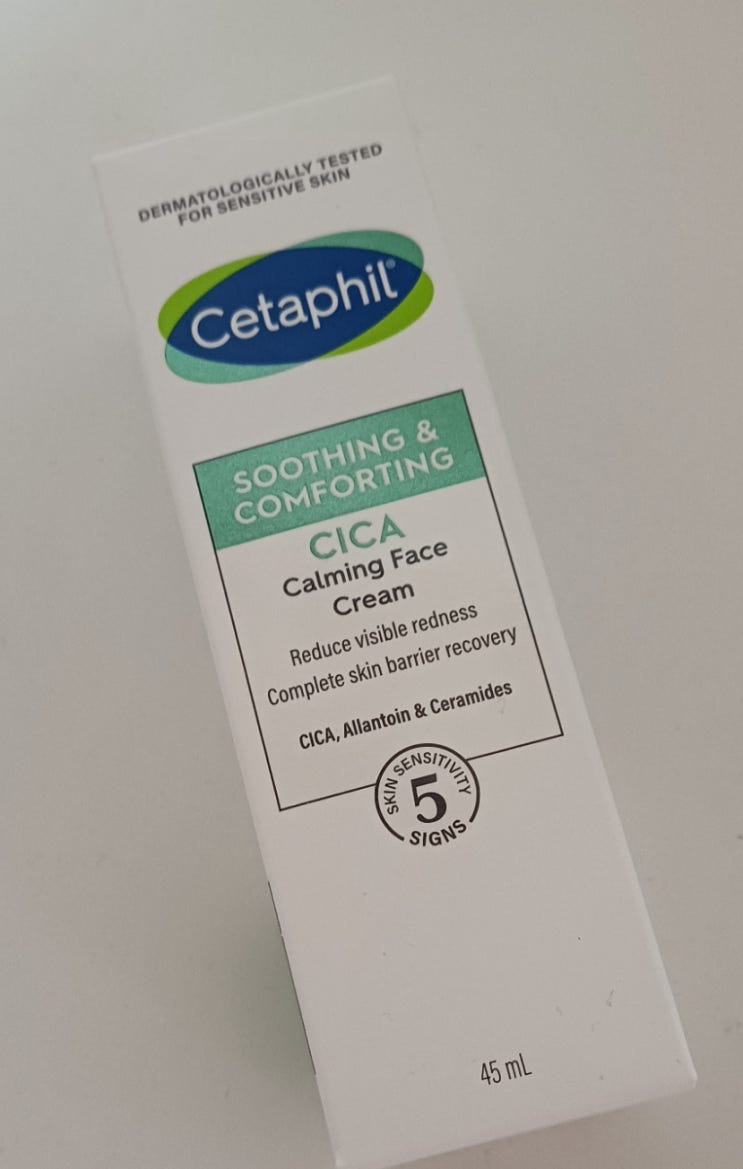 DERMATOLOGICALLY TESTED
FOR SENSITIVE SKIN
Cetaphil®
SOOTHING &
COMFORTING
CICA
Calming Face
Cream
Reduce visible redness
Complete skin barrier recovery
CICA, Allantoin & Ceramides
SKIN SENSITIVITY
5
SIGNS
45 mL